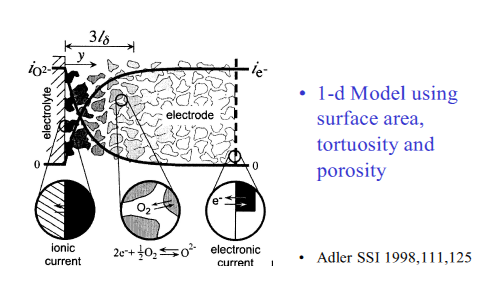 3lδ
y
iO2-
ie-
electrolyte
electrode
0
0
O2
e-
ionic
current
2e-+½O2⇌O2-
electronic
current
• 1-d Model using
surface area,
tortuosity and
porosity
• Adler SSI 1998,111,125